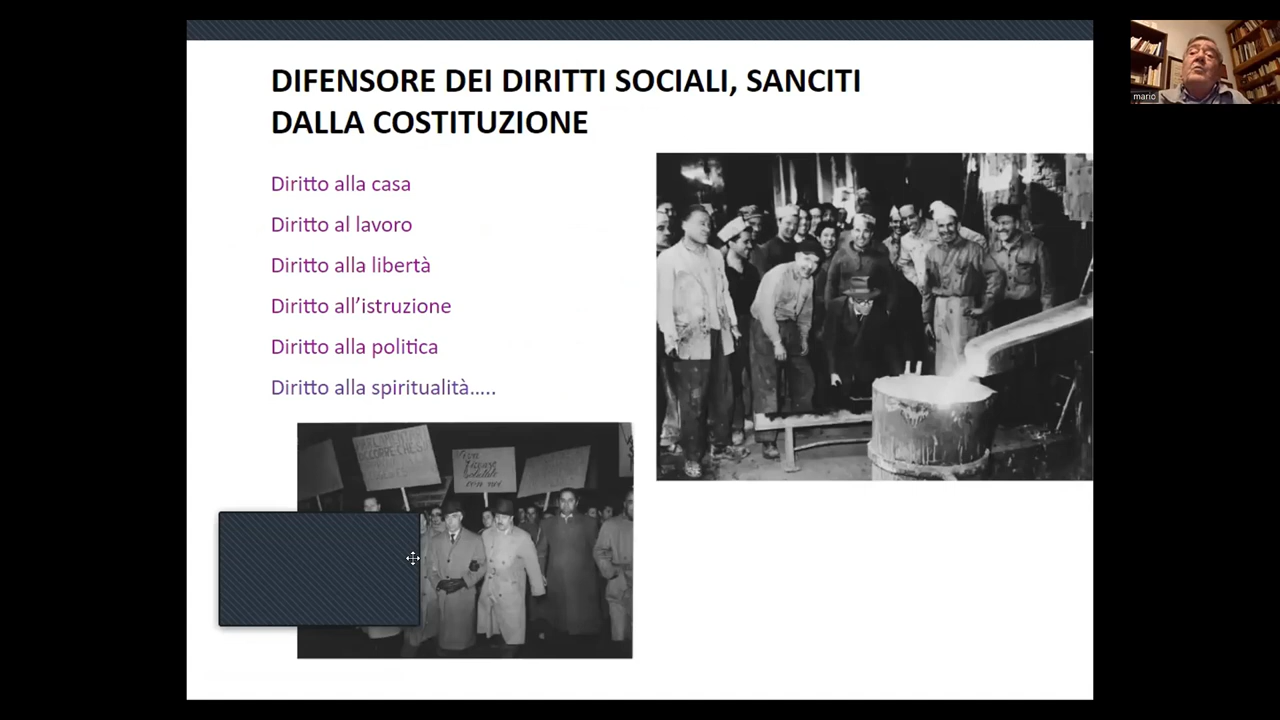 DIFENSORE DEI DIRITTI SOCIALI, SANCITI
DALLA COSTITUZIONE
Diritto alla casa
Diritto al lavoro
Diritto alla libertà
Diritto all’istruzione
Diritto alla politica
Diritto alla spiritualità.....
mario